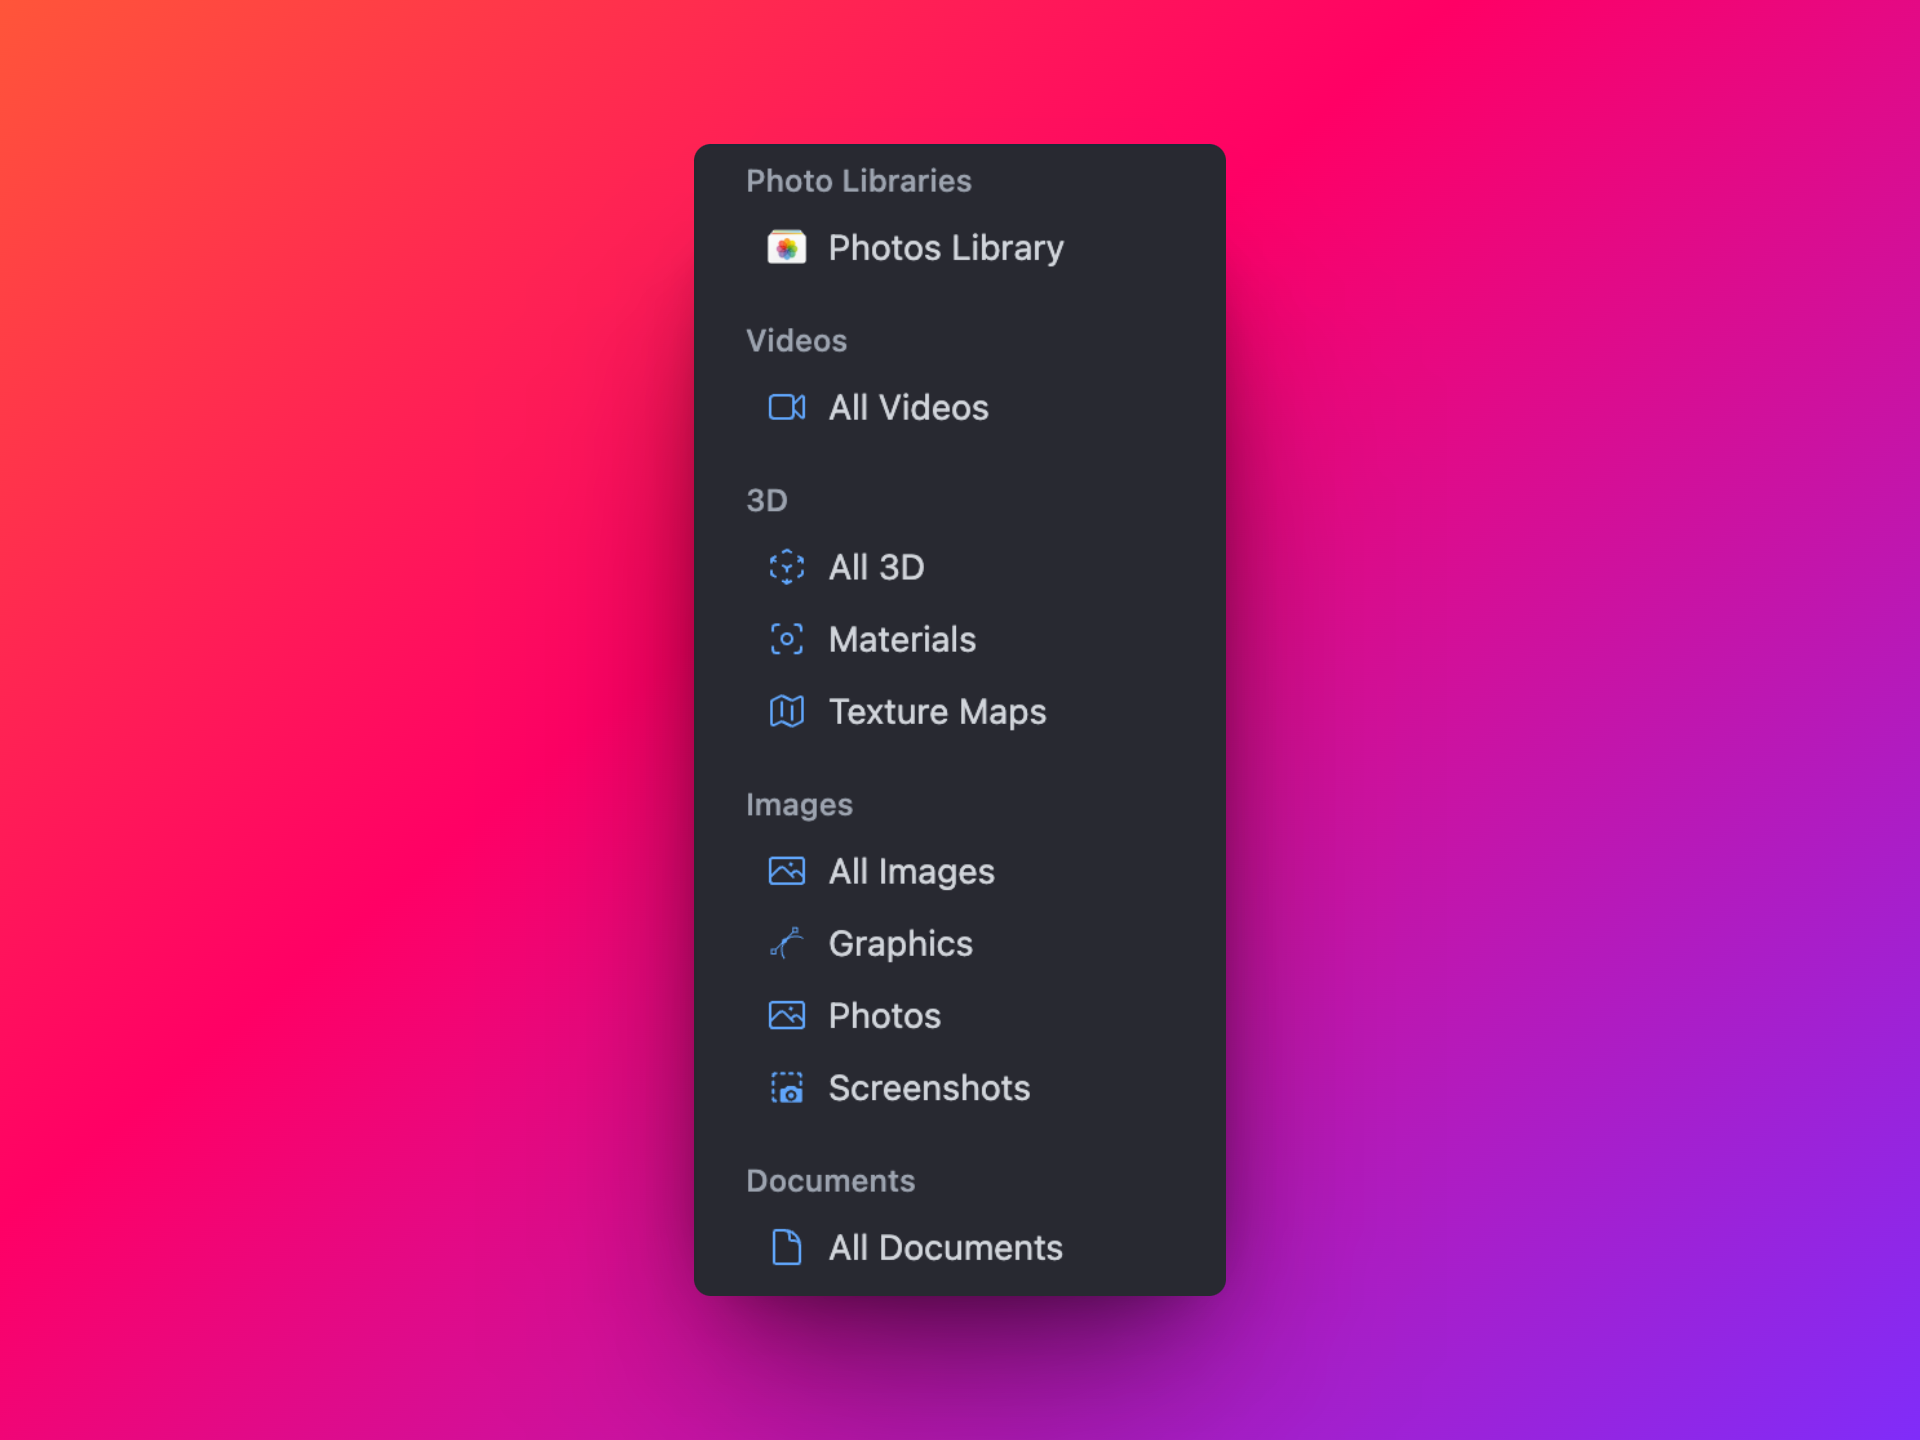 Photo Libraries
Photos Library
Videos
All Videos
3D
All 3D
Materials
Texture Maps
Images
All Images
Graphics
Photos
Screenshots
Documents
All Documents